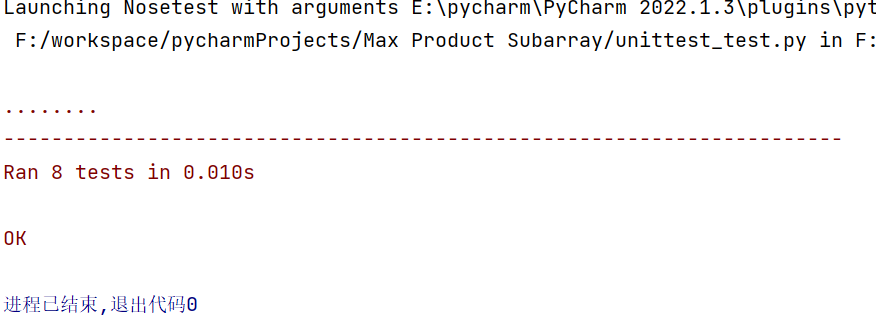 Launching Nosetest with arguments E:\pycharm\PyCharm 2022.1.3\plugins\pyt
F:/workspace/pycharmProjects/Max Product Subarray/unittest_test.py in F:
........
----------------------------------------------------------------------
Ran 8 tests in 0.010s
OK
进程已结束,退出代码0